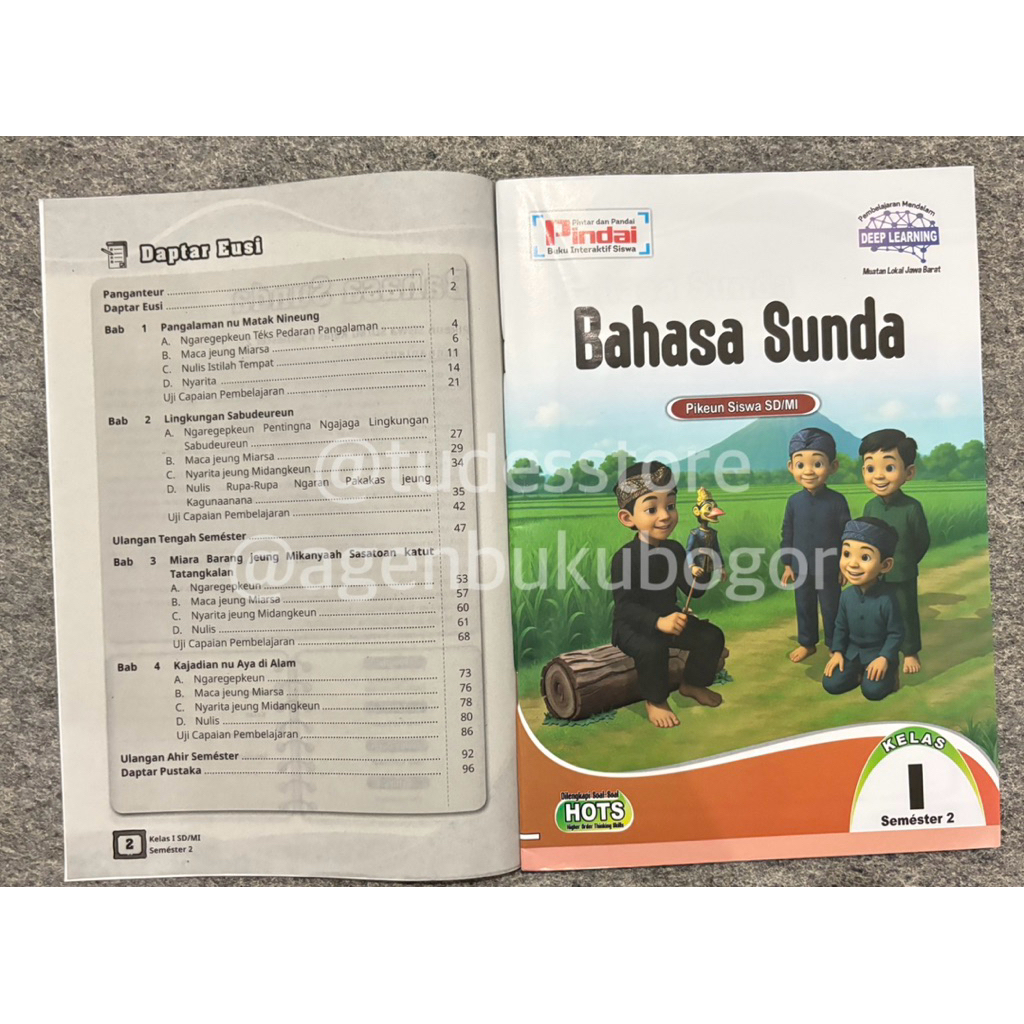 Daptar Eusi
Panganteur ........ 1
Daptar Eusi ........ 2
Bab 1 Pangalaman nu Matak Nineung
A. Ngaregepkeun Téks Pedaran Pangalaman ........ 4
B. Maca jeung Miarsa ........ 6
C. Nulis Istilah Tempat ........ 11
D. Nyarita ........ 14
Uji Capaian Pembelajaran ........ 21
Bab 2 Lingkungan Sabudeureun
A. Ngaregepkeun Pentingna Ngajaga Lingkungan
Sabudeureun ........ 27
B. Maca jeung Miarsa ........ 29
C. Nyarita jeung Midangkeun ........ 34
D. Nulis Rupa-Rupa Ngaran Pakakas jeung
Kagunaanana ........ 35
Uji Capaian Pembelajaran ........ 42
Ulangan Tengah Seméster ........ 47
Bab 3 Miara Barang jeung Mikanyaah Sasatoan katut
Tatangkalan
A. Ngaregepkeun ........ 53
B. Maca jeung Miarsa ........ 57
C. Nyarita jeung Midangkeun ........ 60
D. Nulis ........ 61
Uji Capaian Pembelajaran ........ 68
Bab 4 Kajadian nu Aya di Alam
A. Ngaregepkeun ........ 73
B. Maca jeung Miarsa ........ 76
C. Nyarita jeung Midangkeun ........ 78
D. Nulis ........ 80
Uji Capaian Pembelajaran ........ 86
Ulangan Ahir Seméster ........ 92
Daptar Pustaka ........ 96
2
Kelas I SD/MI
Seméster 2
Pintar dan Pandai
Pindai
Buku Interaktif Siswa
Pembelajaran Mendalam
DEEP LEARNING
Muatan Lokal Jawa Barat
Bahasa Sunda
Pikeun Siswa SD/MI
Dilengkapi Soal-Soal
HOTS
Higher Order Thinking Skills
KELAS
I
Seméster 2
@tudesstore
@agenbukubogor